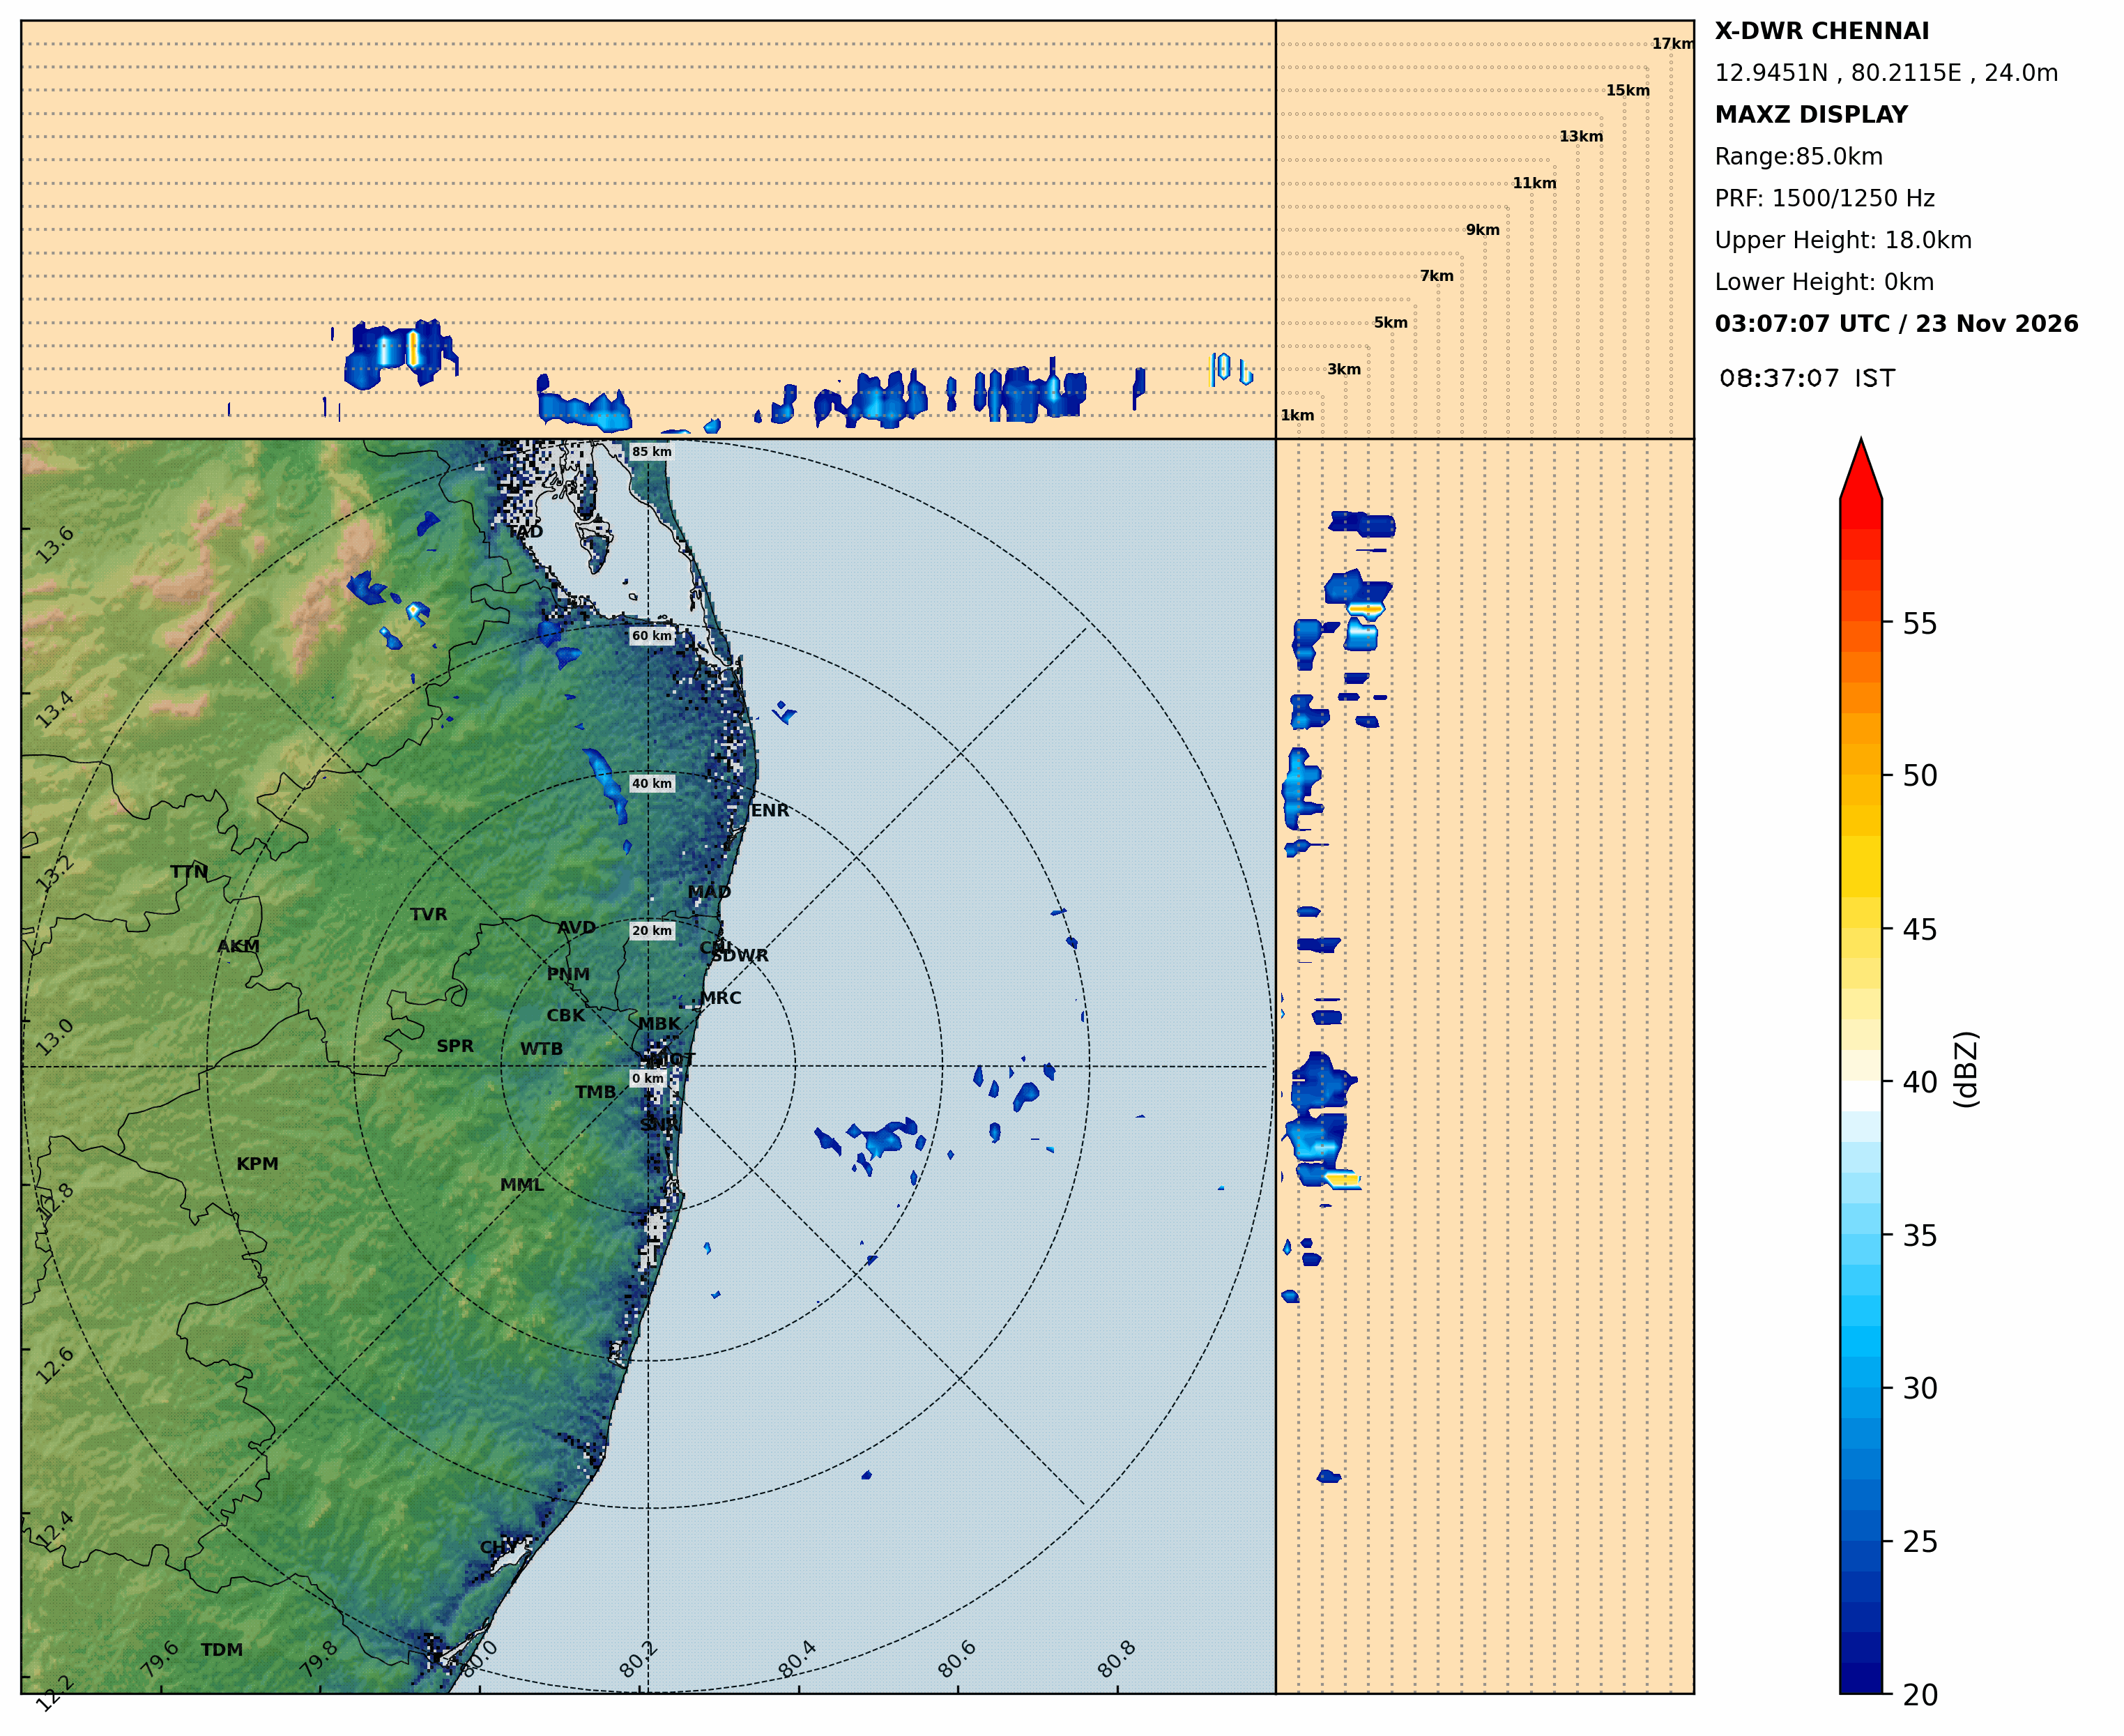 X-DWR CHENNAI
12.9451N , 80.2115E , 24.0m
MAXZ DISPLAY
Range:85.0km
PRF: 1500/1250 Hz
Upper Height: 18.0km
Lower Height: 0km
03:07:07 UTC / 23 Nov 2026
08:37:07 IST
17km
15km
13km
11km
9km
7km
5km
3km
1km
85 km
60 km
40 km
20 km
0 km
TAD
ENR
MAD
TTN
TVR
AVD
AKM
SDWR
PNM
MRC
CBK
MBK
SPR
WTB
TMB
SNR
KPM
MML
CHY
TDM
13.6
13.4
13.2
13.0
12.8
12.6
12.4
12.2
79.6
79.8
80.0
80.2
80.4
80.6
80.8
55
50
45
40
35
30
25
20
(dBZ)